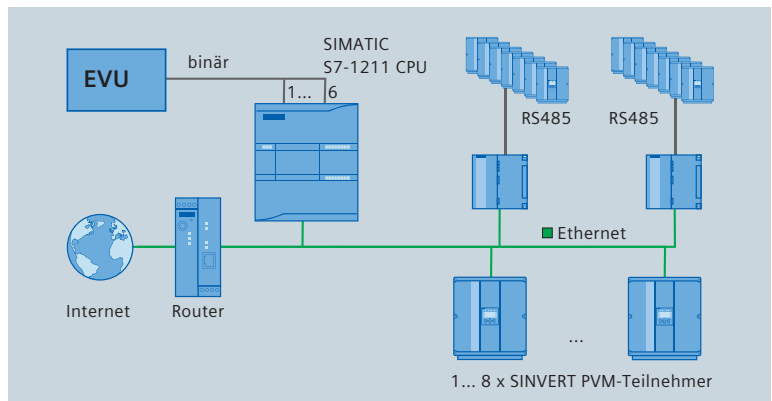 EVU
binär
SIMATIC
S7-1211 CPU
1... 6
RS485
RS485
Ethernet
Internet
Router
...
1... 8 x SINVERT PVM-Teilnehmer